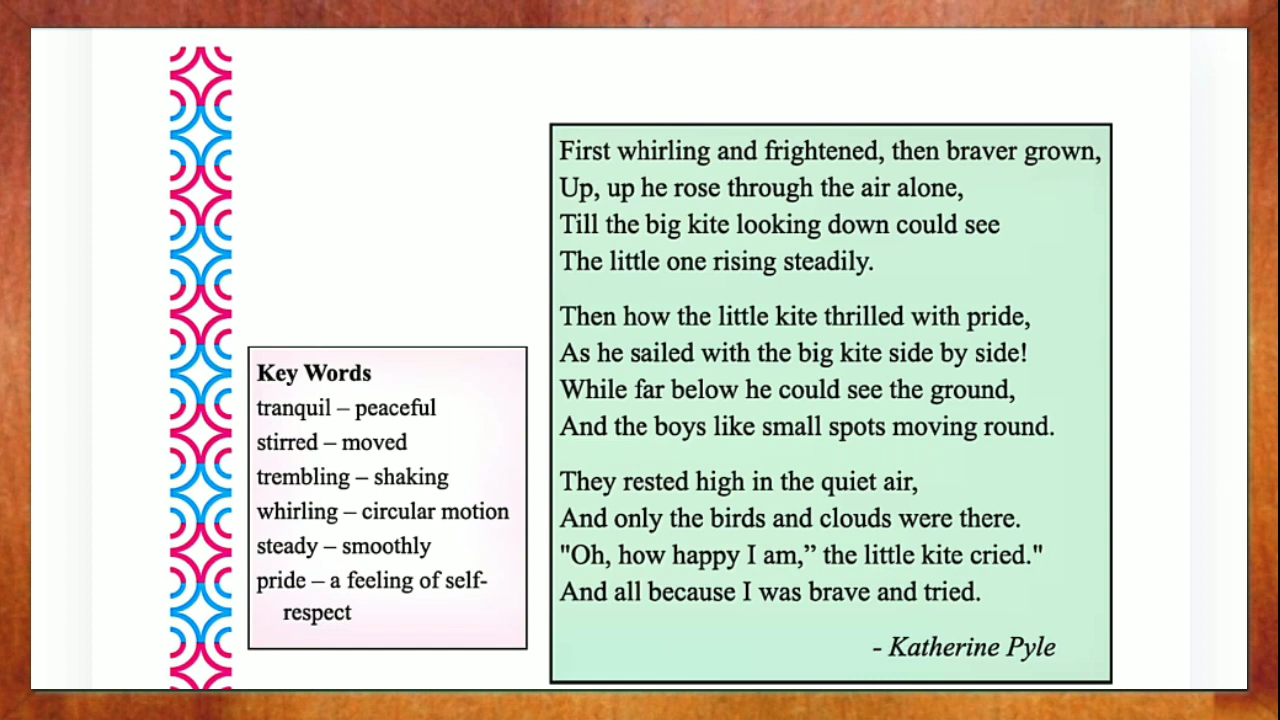 First whirling and frightened, then braver grown,
Up, up he rose through the air alone,
Till the big kite looking down could see
The little one rising steadily.
Then how the little kite thrilled with pride,
As he sailed with the big kite side by side!
While far below he could see the ground,
And the boys like small spots moving round.
They rested high in the quiet air,
And only the birds and clouds were there.
"Oh, how happy I am,” the little kite cried."
And all because I was brave and tried.
- Katherine Pyle
Key Words
tranquil – peaceful
stirred – moved
trembling – shaking
whirling – circular motion
steady – smoothly
pride – a feeling of self-
respect